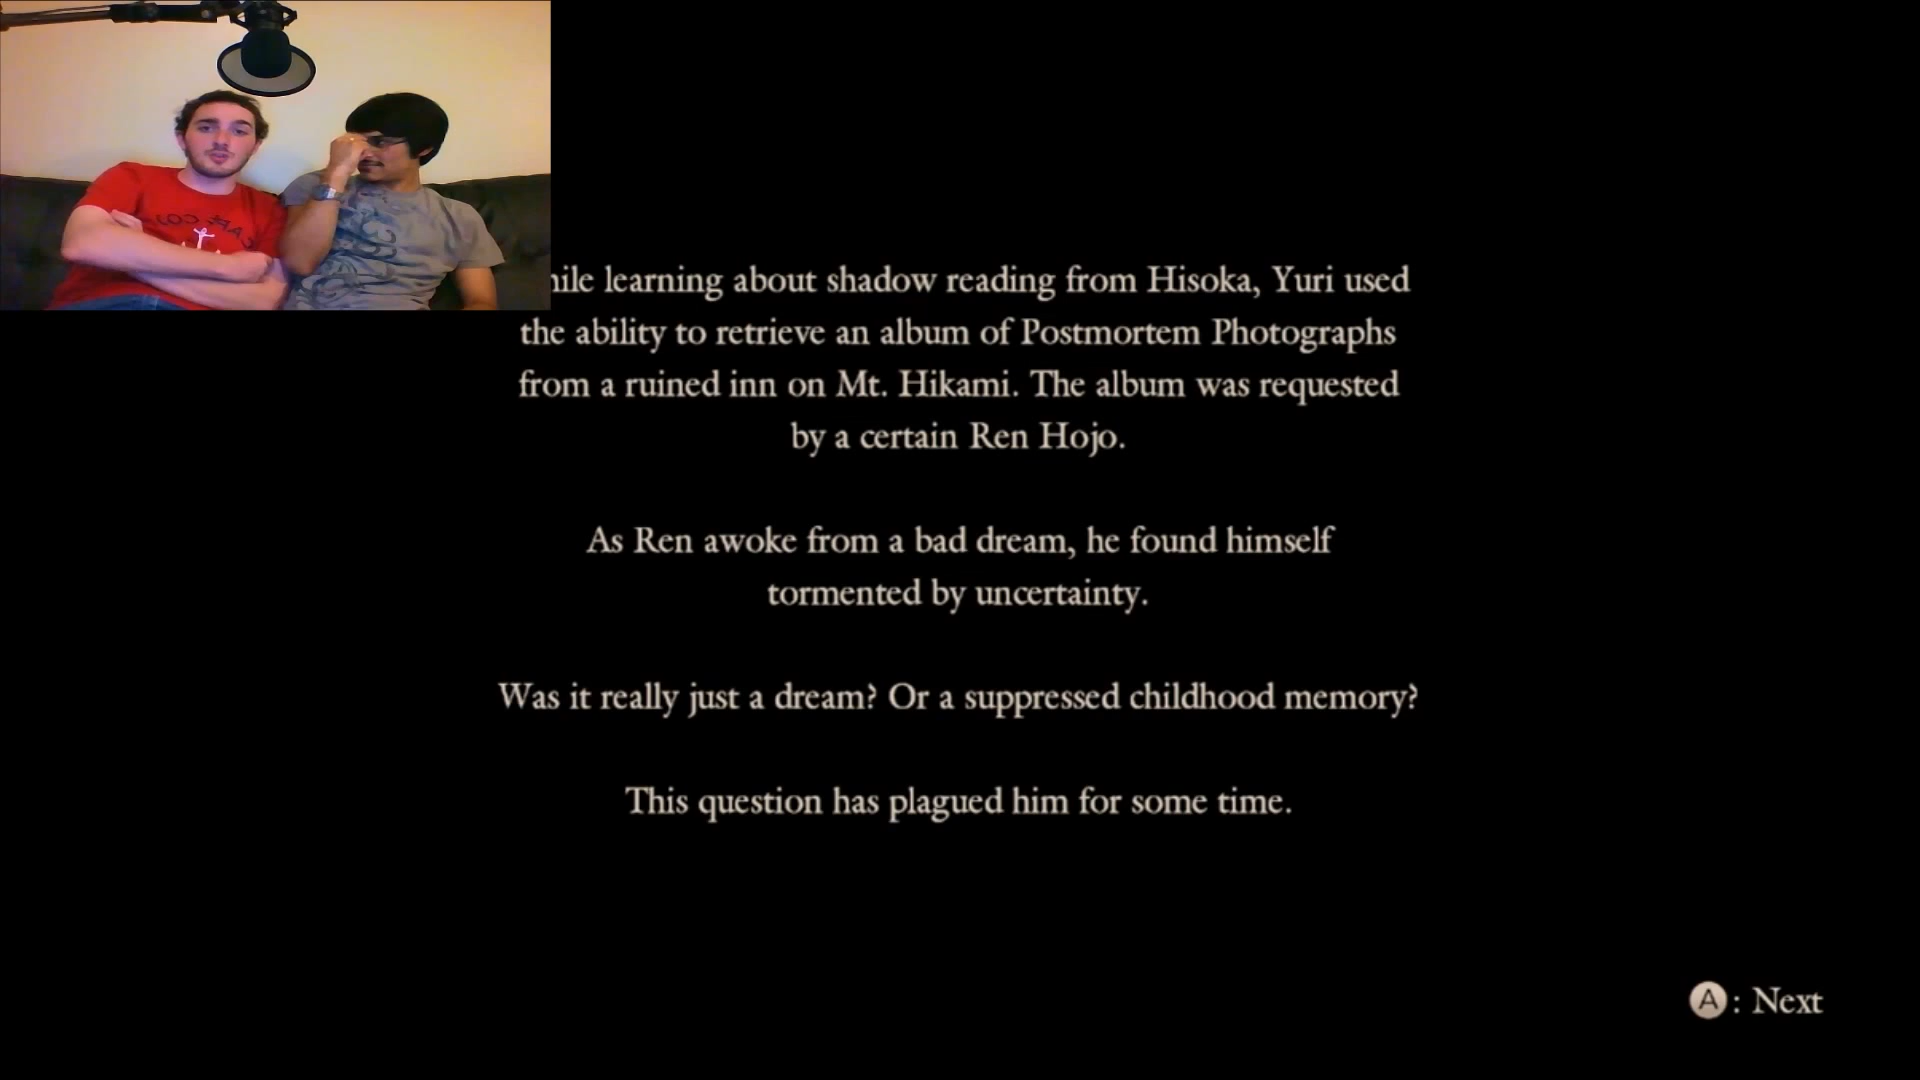 learning about shadow reading from Hisoka, Yuri used
the ability to retrieve an album of Postmortem Photographs
from a ruined inn on Mt. Hikami. The album was requested
by a certain Ren Hojo.
As Ren awoke from a bad dream, he found himself
tormented by uncertainty.
Was it really just a dream? Or a suppressed childhood memory?
This question has plagued him for some time.
A : Next